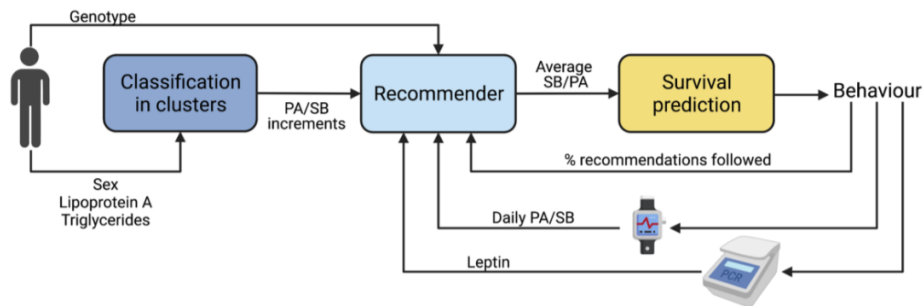 Genotype
Classification
in clusters
PA/SB
increments
Recommender
Average
SB/PA
Survival
prediction
Behaviour
% recommendations followed
Sex
Lipoprotein A
Triglycerides
Daily PA/SB
Leptin
PCR